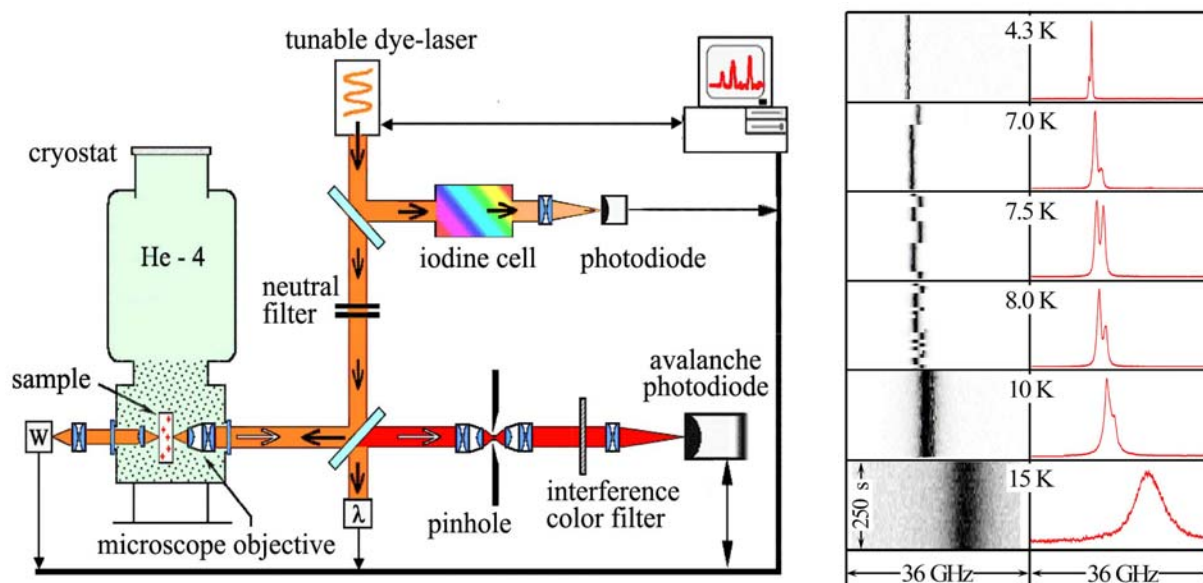 tunable dye-laser
cryostat
He - 4
iodine cell
photodiode
neutral
filter
sample
avalanche
photodiode
W
λ
pinhole
interference
color filter
microscope objective
4.3 K
7.0 K
7.5 K
8.0 K
10 K
15 K
250 s
36 GHz
36 GHz